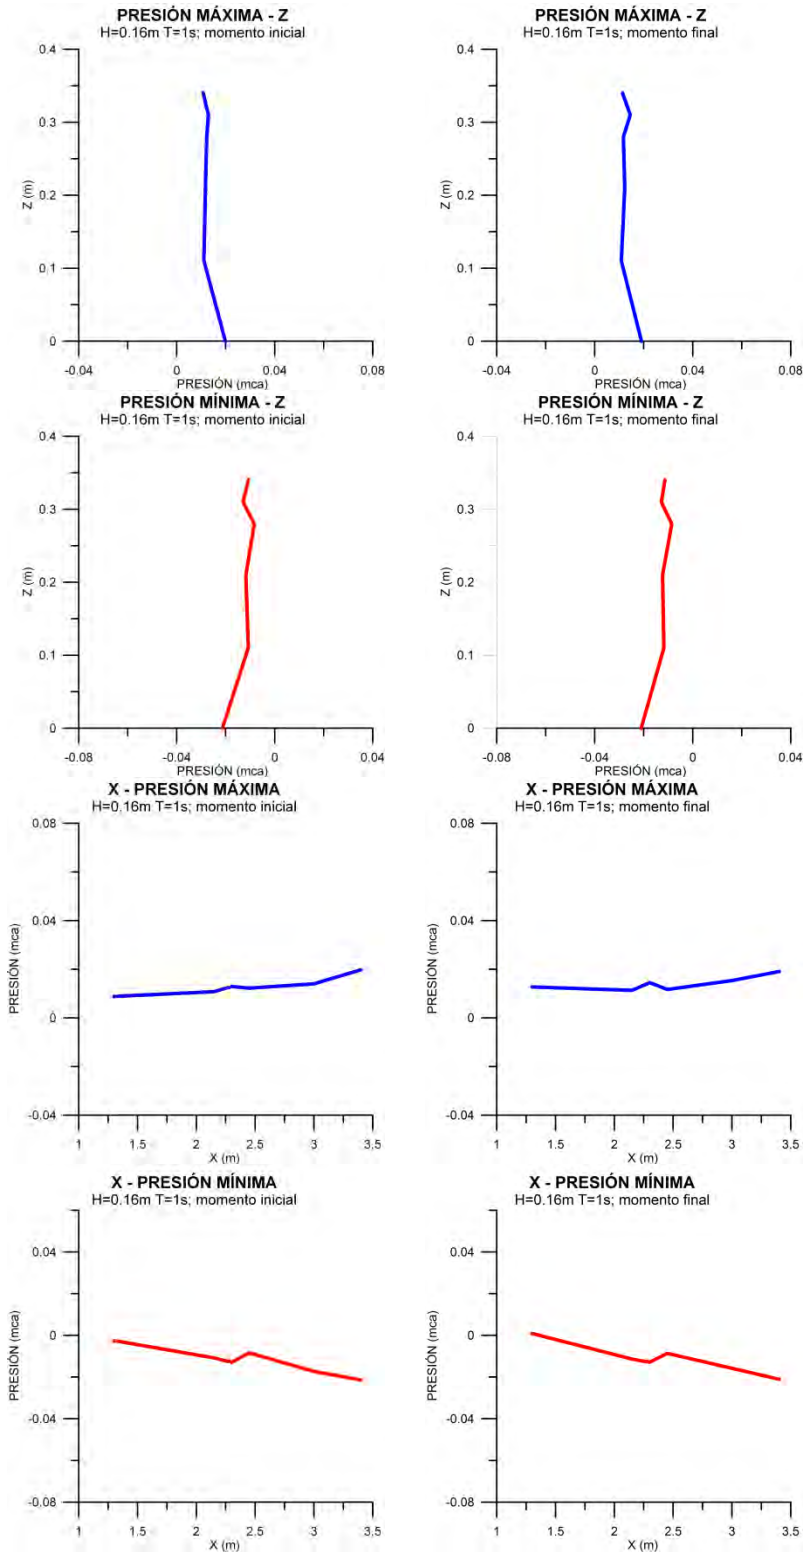 PRESIÓN MÁXIMA - Z
H=0.16m T=1s; momento inicial
0.4
0.3
0.2
0.1
0
Z (m)
-0.04 0 0.04 0.08
PRESIÓN (mca)
PRESIÓN MÁXIMA - Z
H=0.16m T=1s; momento final
0.4
0.3
0.2
0.1
0
Z (m)
-0.04 0 0.04 0.08
PRESIÓN (mca)
PRESIÓN MÍNIMA - Z
H=0.16m T=1s; momento inicial
0.4
0.3
0.2
0.1
0
Z (m)
-0.08 -0.04 0 0.04
PRESIÓN (mca)
PRESIÓN MÍNIMA - Z
H=0.16m T=1s; momento final
0.4
0.3
0.2
0.1
0
Z (m)
-0.08 -0.04 0 0.04
PRESIÓN (mca)
X - PRESIÓN MÁXIMA
H=0.16m T=1s; momento inicial
0.08
0.04
0
-0.04
PRESIÓN (mca)
1 1.5 2 2.5 3 3.5
X (m)
X - PRESIÓN MÁXIMA
H=0.16m T=1s; momento final
0.08
0.04
0
-0.04
PRESIÓN (mca)
1 1.5 2 2.5 3 3.5
X (m)
X - PRESIÓN MÍNIMA
H=0.16m T=1s; momento inicial
0.04
0
-0.04
-0.08
PRESIÓN (mca)
1 1.5 2 2.5 3 3.5
X (m)
X - PRESIÓN MÍNIMA
H=0.16m T=1s; momento final
0.04
0
-0.04
-0.08
PRESIÓN (mca)
1 1.5 2 2.5 3 3.5
X (m)